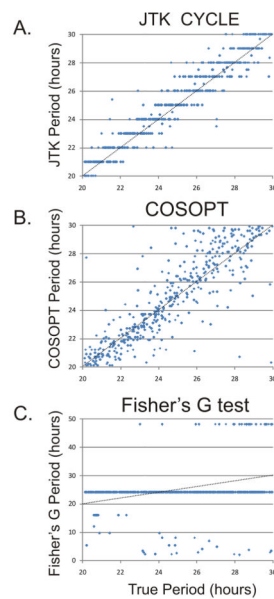 JTK CYCLE
A.
JTK Period (hours)
30
28
26
24
22
20
20 22 24 26 28 30
COSOPT
B.
COSOPT Period (hours)
30
28
26
24
22
20
20 22 24 26 28 30
Fisher's G test
C.
Fisher's G Period (hours)
50
40
30
20
10
0
20 22 24 26 28 30
True Period (hours)